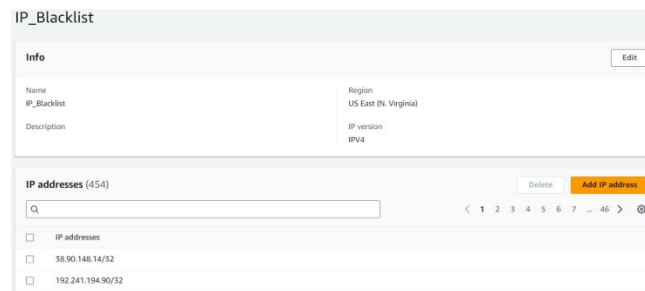 IP_Blacklist
Info
Edit
Name
Region
IP_Blacklist
US East (N. Virginia)
Description
IP version
IPV4
IP addresses (454)
Delete
Add IP address
1 2 3 4 5 6 7 ... 46
IP addresses
38.90.148.14/32
192.241.194.90/32